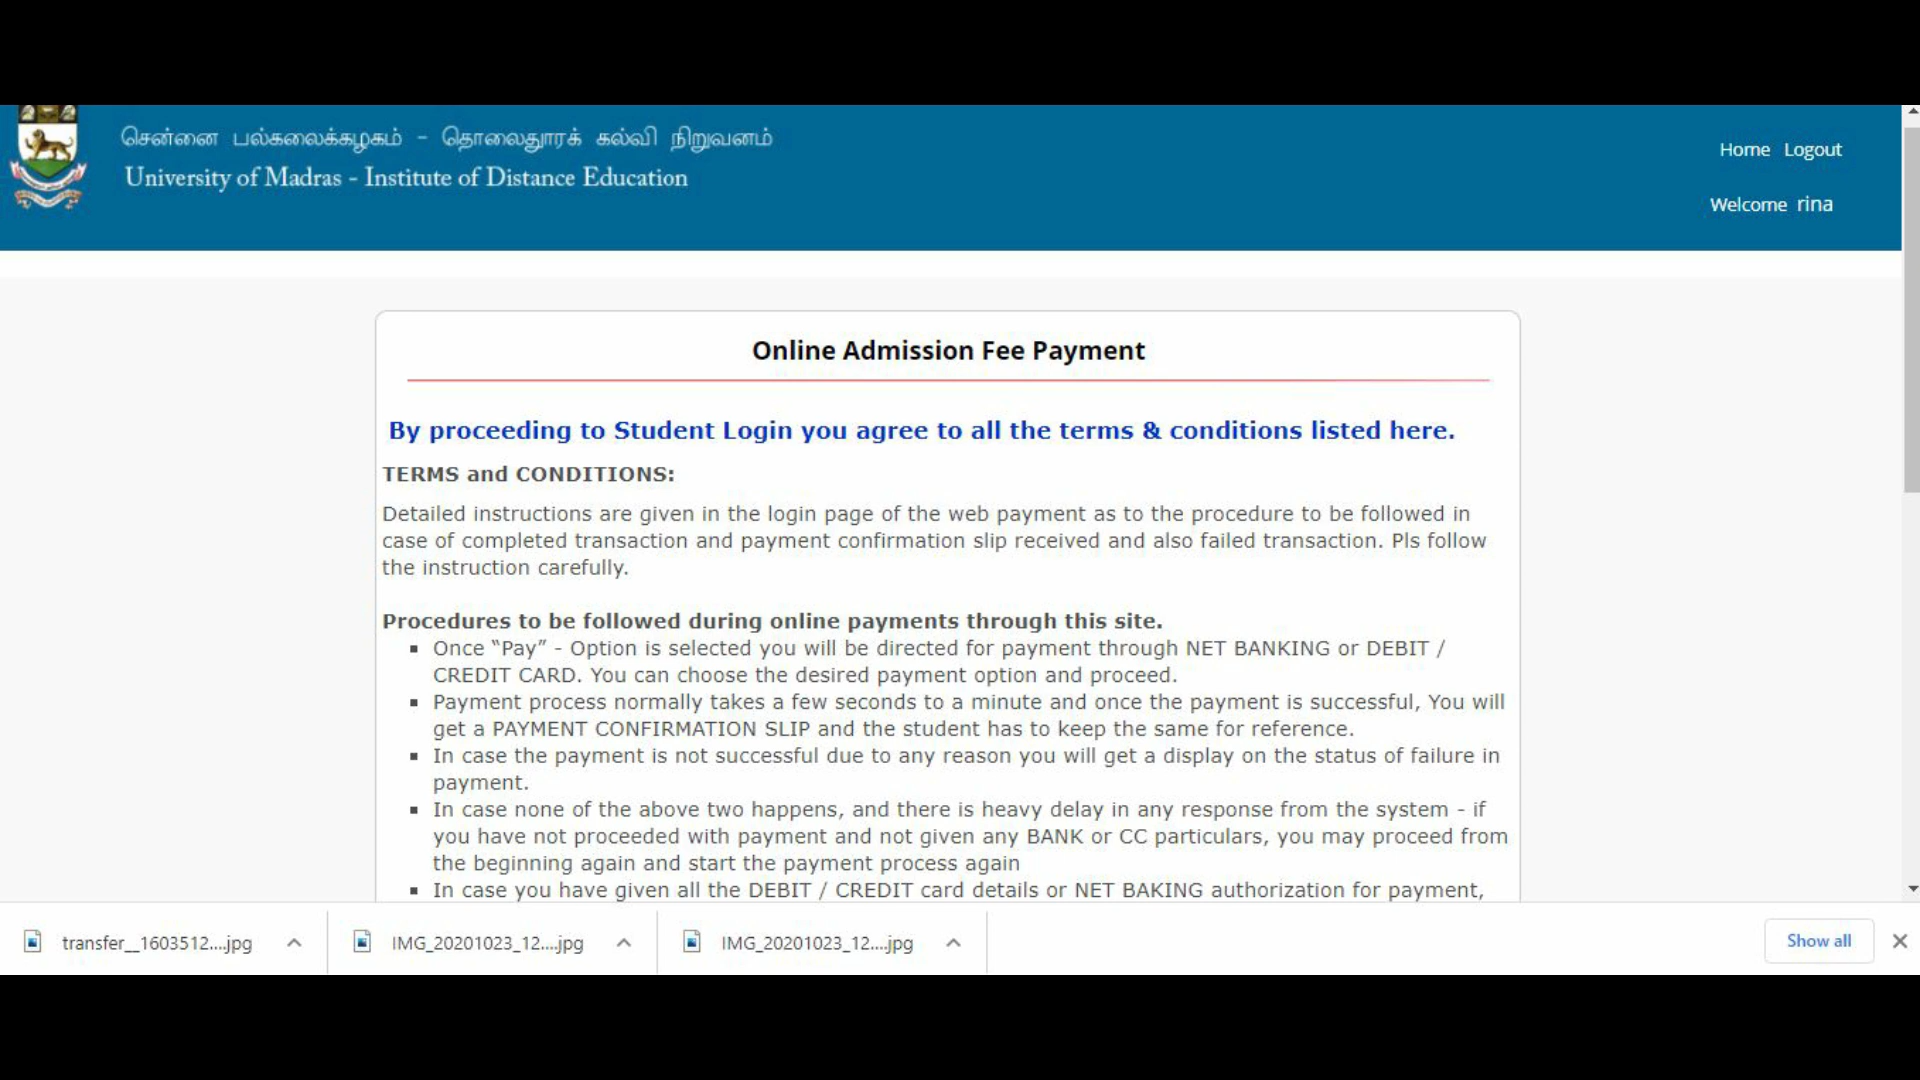 சென்னை பல்கலைக்கழகம் - தொலைதூரக் கல்வி நிறுவனம்
University of Madras - Institute of Distance Education
Home Logout
Welcome rina
Online Admission Fee Payment
By proceeding to Student Login you agree to all the terms & conditions listed here.
TERMS and CONDITIONS:
Detailed instructions are given in the login page of the web payment as to the procedure to be followed in
case of completed transaction and payment confirmation slip received and also failed transaction. Pls follow
the instruction carefully.
Procedures to be followed during online payments through this site.
▪ Once “Pay” - Option is selected you will be directed for payment through NET BANKING or DEBIT /
CREDIT CARD. You can choose the desired payment option and proceed.
▪ Payment process normally takes a few seconds to a minute and once the payment is successful, You will
get a PAYMENT CONFIRMATION SLIP and the student has to keep the same for reference.
▪ In case the payment is not successful due to any reason you will get a display on the status of failure in
payment.
▪ In case none of the above two happens, and there is heavy delay in any response from the system - if
you have not proceeded with payment and not given any BANK or CC particulars, you may proceed from
the beginning again and start the payment process again
▪ In case you have given all the DEBIT / CREDIT card details or NET BAKING authorization for payment,
transfer__1603512....jpg
IMG_20201023_12....jpg
IMG_20201023_12....jpg
Show all